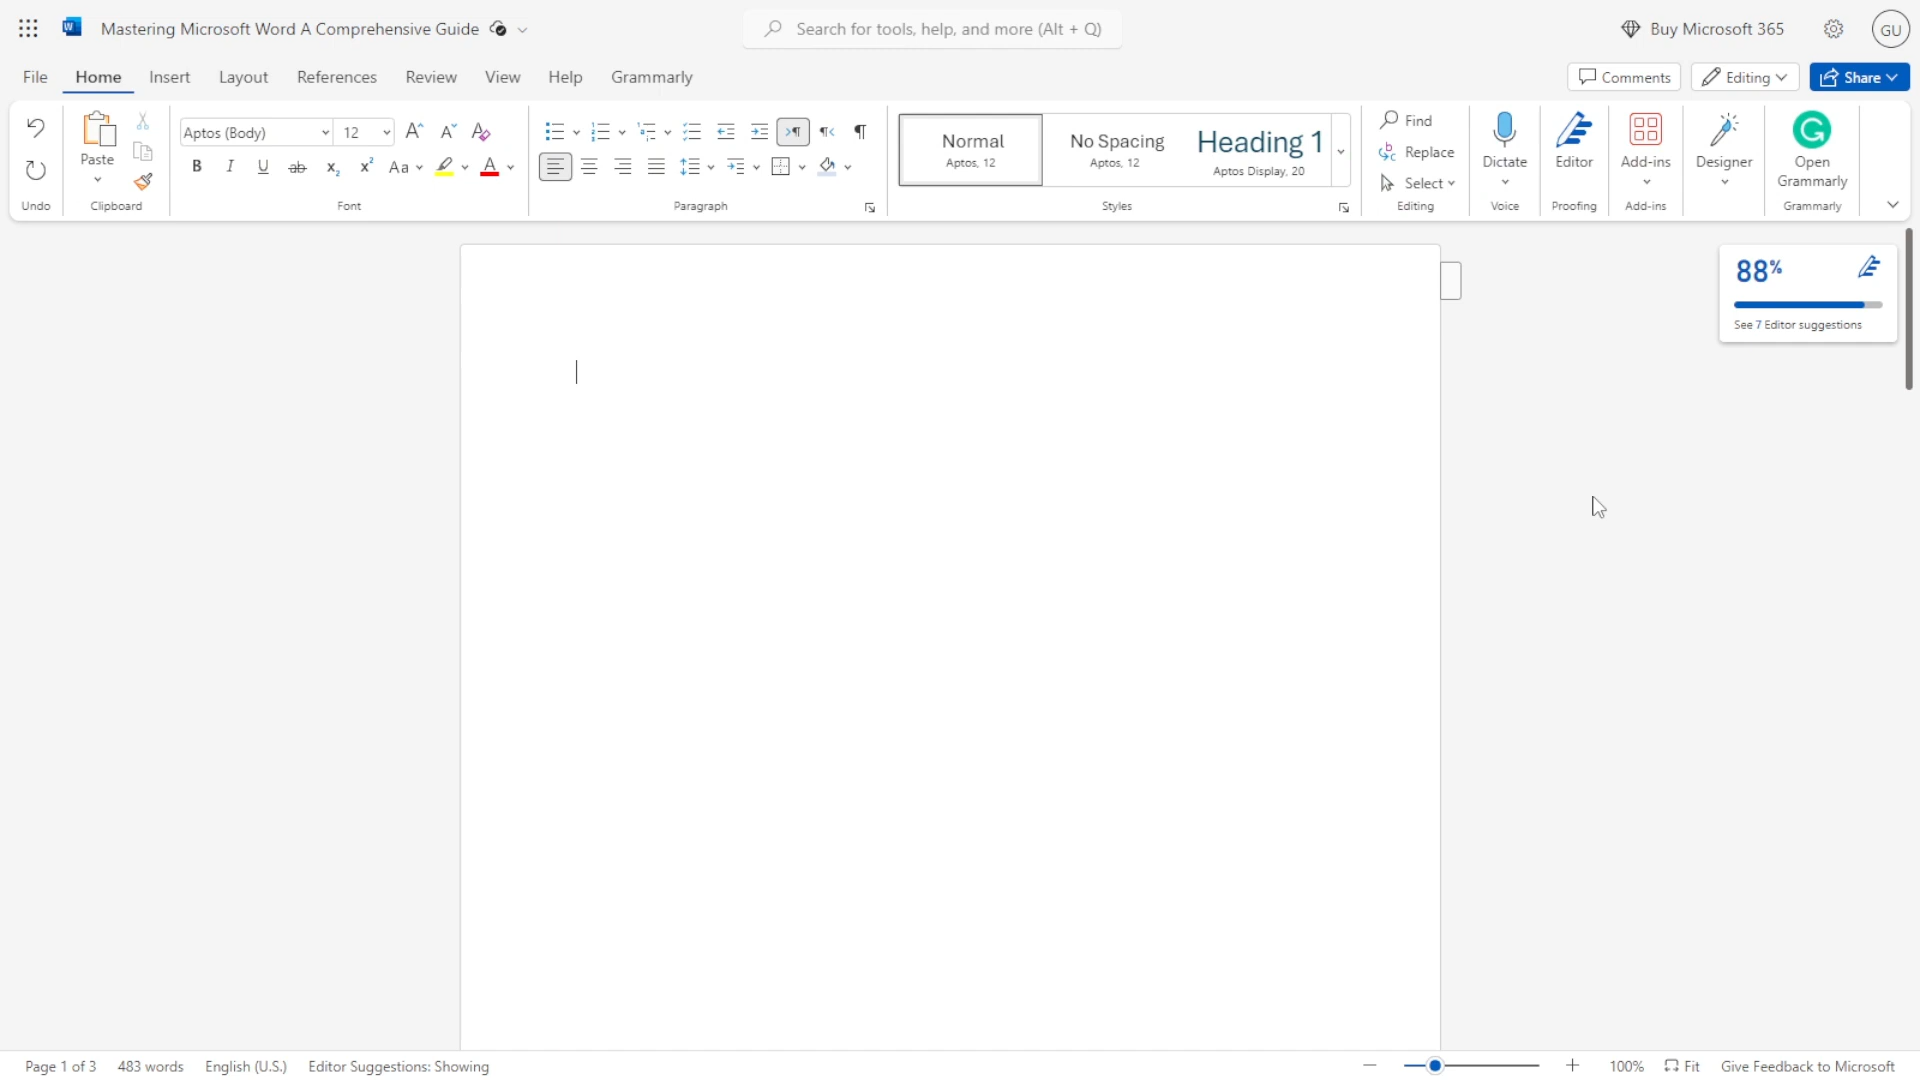 Mastering Microsoft Word A Comprehensive Guide
Search for tools, help, and more (Alt + Q)
Buy Microsoft 365
GU
File Home Insert Layout References Review View Help Grammarly
Comments Editing Share
Paste
Clipboard
Undo
Aptos (Body) 12
Font
Paragraph
Normal
Aptos, 12
No Spacing
Aptos, 12
Heading 1
Aptos Display, 20
Styles
Find
Replace
Select
Editing
Dictate
Voice
Editor
Proofing
Add-ins
Add-ins
Designer
Open
Grammarly
Grammarly
88%
See 7 Editor suggestions
Page 1 of 3 483 words English (U.S.) Editor Suggestions: Showing
100% Fit Give Feedback to Microsoft